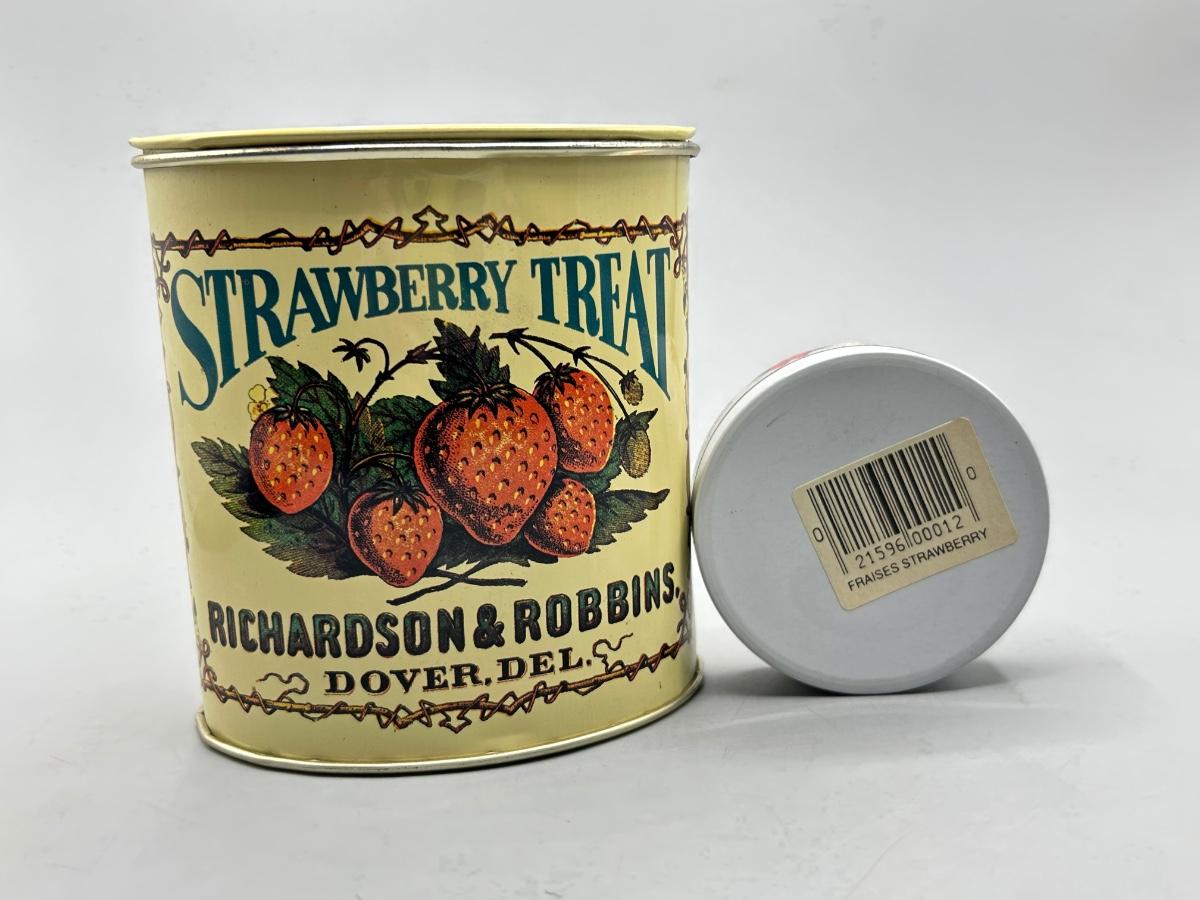 STRAWBERRY TREAT
RICHARDSON & ROBBINS.
DOVER, DEL.
0 21596 00012 0
FRAISES STRAWBERRY